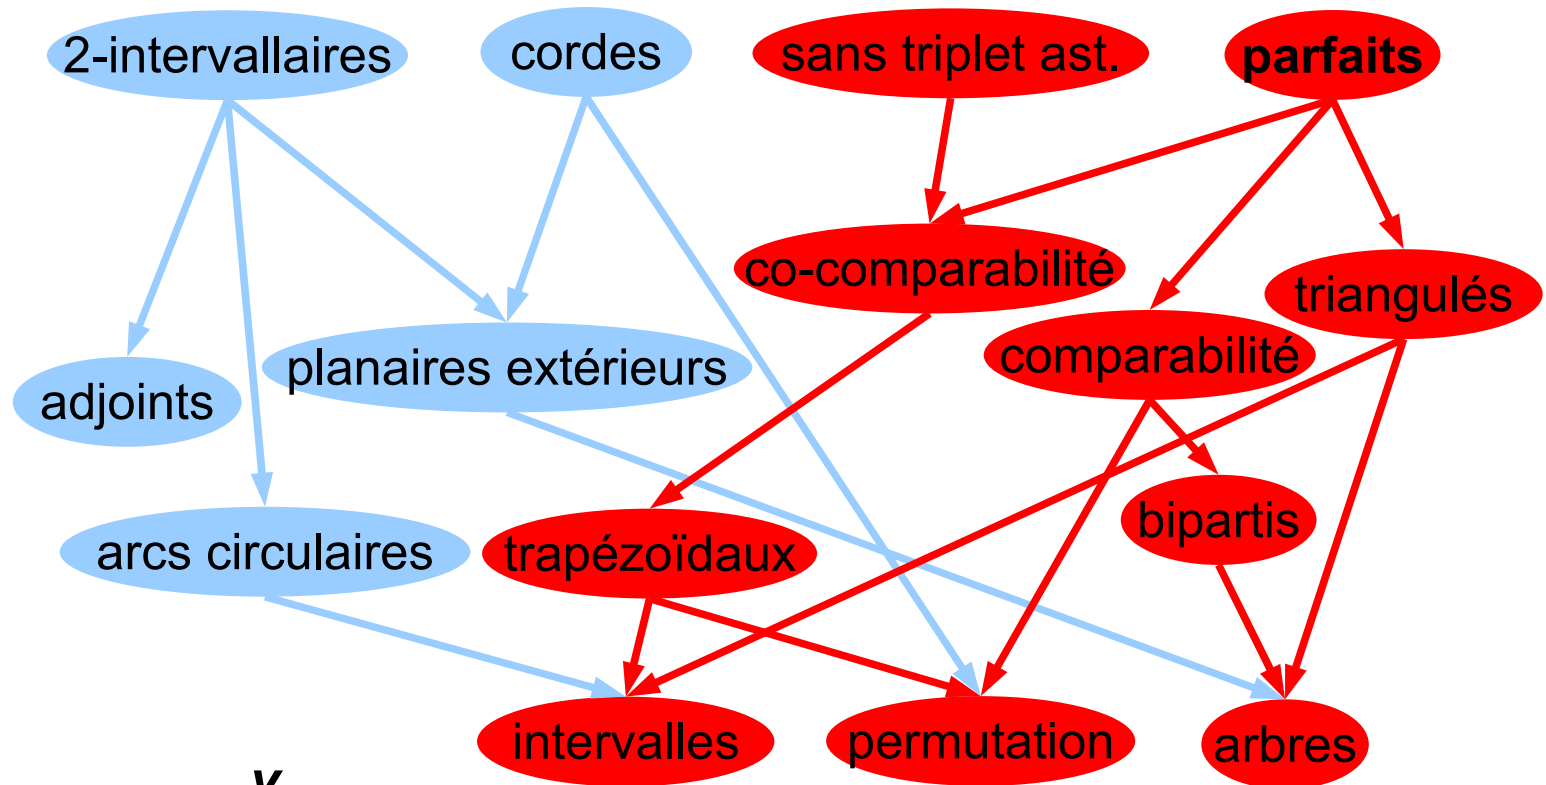 2-intervallaires
cordes
sans triplet ast.
parfaits
co-comparabilité
triangulés
comparabilité
planaires extérieurs
adjoints
bipartis
arcs circulaires
trapézoïdaux
intervalles
permutation
arbres